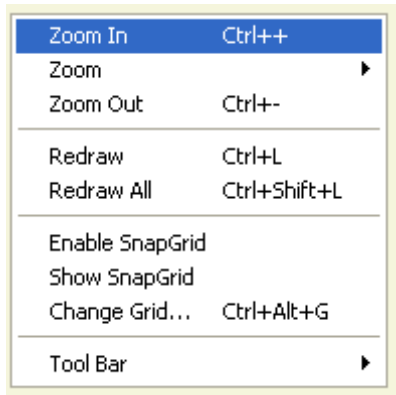 Zoom In Ctrl++
Zoom
Zoom Out Ctrl+-
Redraw Ctrl+L
Redraw All Ctrl+Shift+L
Enable SnapGrid
Show SnapGrid
Change Grid... Ctrl+Alt+G
Tool Bar